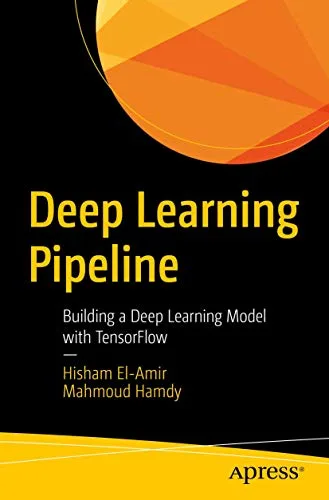 Deep Learning
Pipeline
Building a Deep Learning Model
with TensorFlow
—
Hisham El-Amir
Mahmoud Hamdy
Apress®